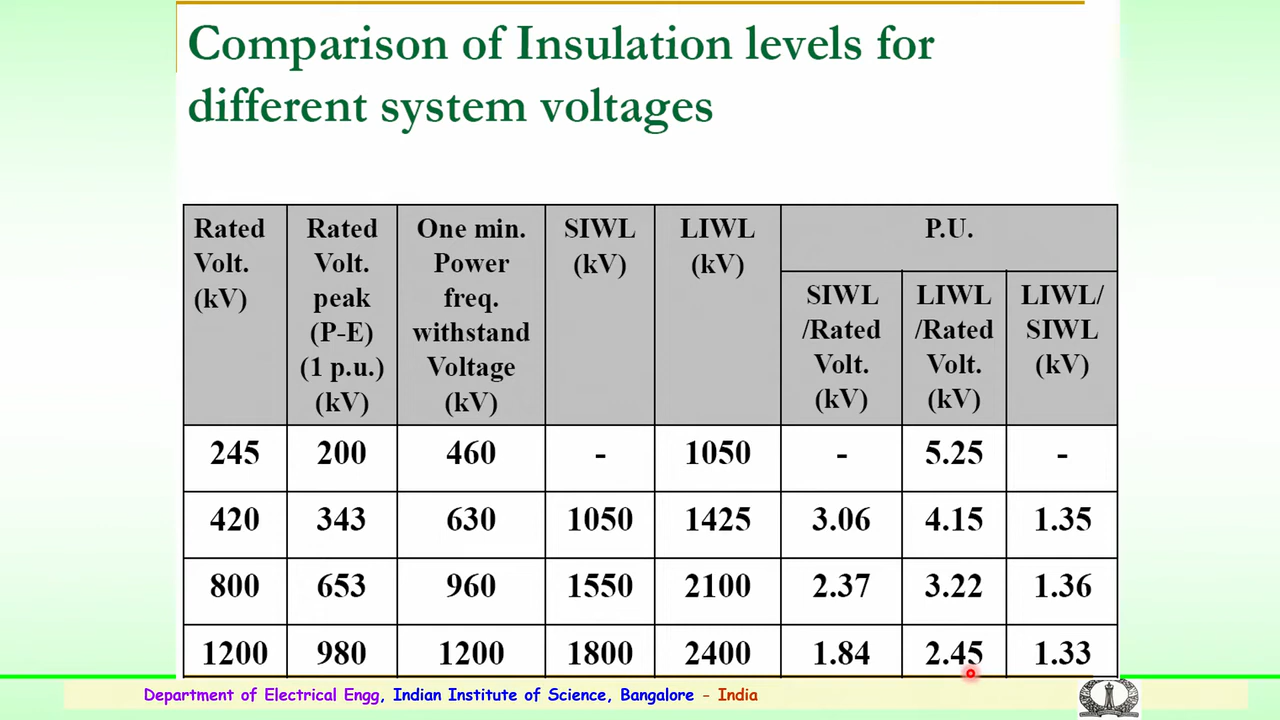 Comparison of Insulation levels for
different system voltages
Rated Volt. (kV) Rated Volt. peak (P-E) (1 p.u.) (kV) One min. Power freq. withstand Voltage (kV) SIWL (kV) LIWL (kV) P.U.
SIWL /Rated Volt. (kV) LIWL /Rated Volt. (kV) LIWL/ SIWL (kV)
245 200 460 - 1050 - 5.25 -
420 343 630 1050 1425 3.06 4.15 1.35
800 653 960 1550 2100 2.37 3.22 1.36
1200 980 1200 1800 2400 1.84 2.45 1.33
Department of Electrical Engg, Indian Institute of Science, Bangalore - India